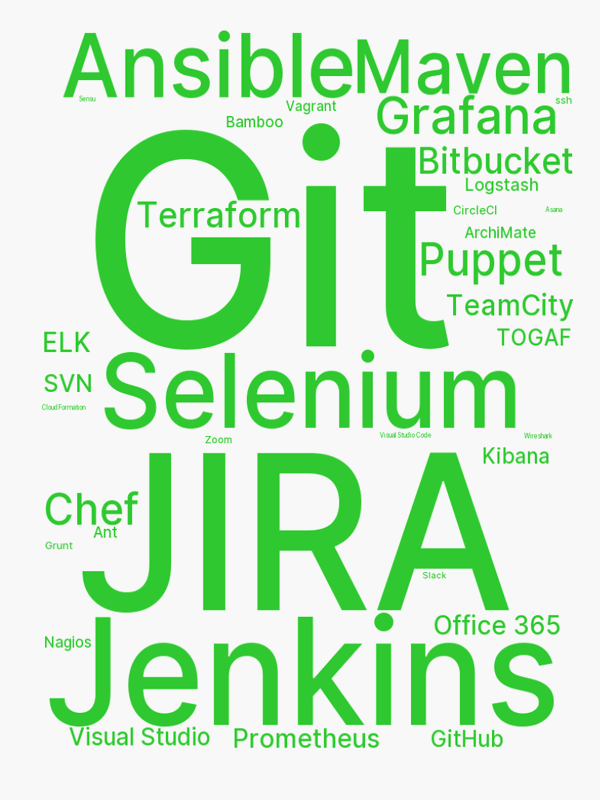 Ansible
Maven
Sensu
Vagrant
ssh
Grafana
Bamboo
Git
Bitbucket
Logstash
Terraform
CircleCI
Asana
ArchiMate
Puppet
TeamCity
TOGAF
ELK
Selenium
SVN
CloudFormation
Zoom
Visual Studio Code
Wireshark
Kibana
JIRA
Chef
Ant
Grunt
Slack
Office 365
Jenkins
Nagios
Visual Studio
Prometheus
GitHub